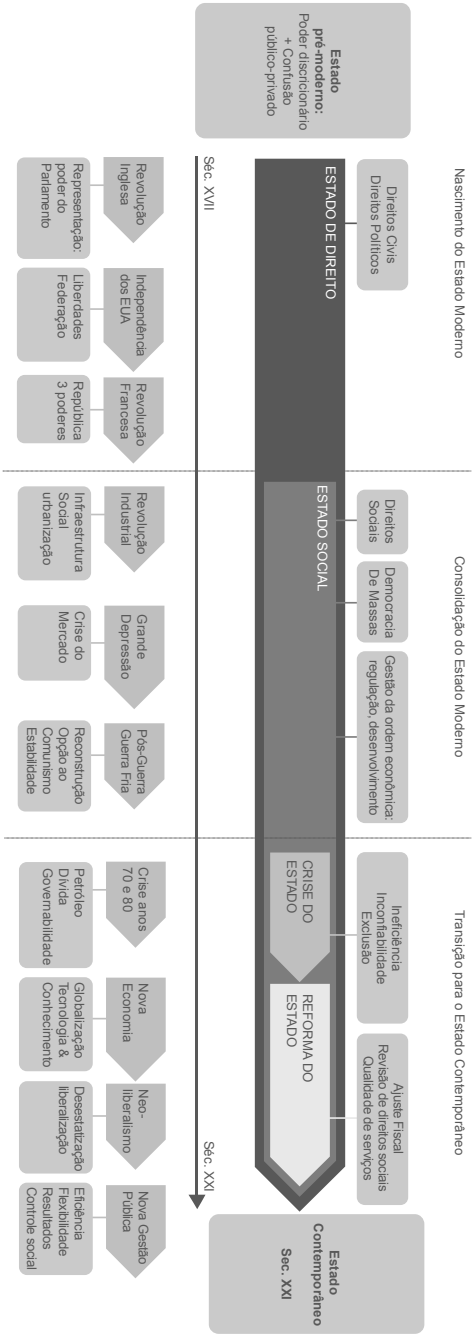 Nascimento do Estado Moderno
Consolidação do Estado Moderno
Transição para o Estado Contemporâneo
Estado
pré-moderno:
Poder discricionário
+ Confusão
público-privado
Direitos Civis
Direitos Políticos
Direitos
Sociais
Democracia
De Massas
Gestão da ordem econômica:
regulação, desenvolvimento
Ineficiência
Inconfiabilidade
Exclusão
Ajuste Fiscal
Revisão de direitos sociais
Qualidade de serviços
ESTADO DE DIREITO
ESTADO SOCIAL
CRISE DO
ESTADO
REFORMA DO
ESTADO
Estado
Contemporâneo
Sec. XXI
Séc. XVII
Séc. XXI
Revolução
Inglesa
Independência
dos EUA
Revolução
Francesa
Revolução
Industrial
Grande
Depressão
Pós-Guerra
Guerra Fria
Crise anos
70 e 80
Nova
Economia
Neo-
liberalismo
Nova Gestão
Pública
Representação:
poder do
Parlamento
Liberdades
Federação
República
3 poderes
Infraestrutura
Social
urbanização
Crise do
Mercado
Reconstrução
Opção ao
Comunismo
Estabilidade
Petróleo
Dívida
Governabilidade
Globalização
Tecnologia &
Conhecimento
Desestatização
liberalização
Eficiência
Flexibilidade
Resultados
Controle social